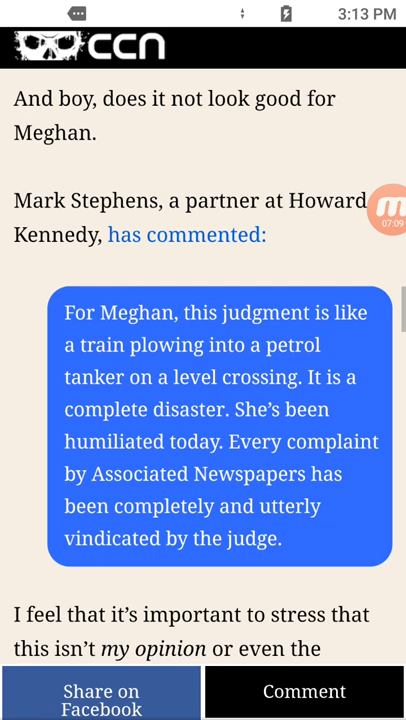 3:13 PM
CCN
And boy, does it not look good for
Meghan.
Mark Stephens, a partner at Howard
Kennedy, has commented:
07:09
For Meghan, this judgment is like
a train plowing into a petrol
tanker on a level crossing. It is a
complete disaster. She’s been
humiliated today. Every complaint
by Associated Newspapers has
been completely and utterly
vindicated by the judge.
I feel that it’s important to stress that
this isn’t my opinion or even the
Share on
Facebook
Comment